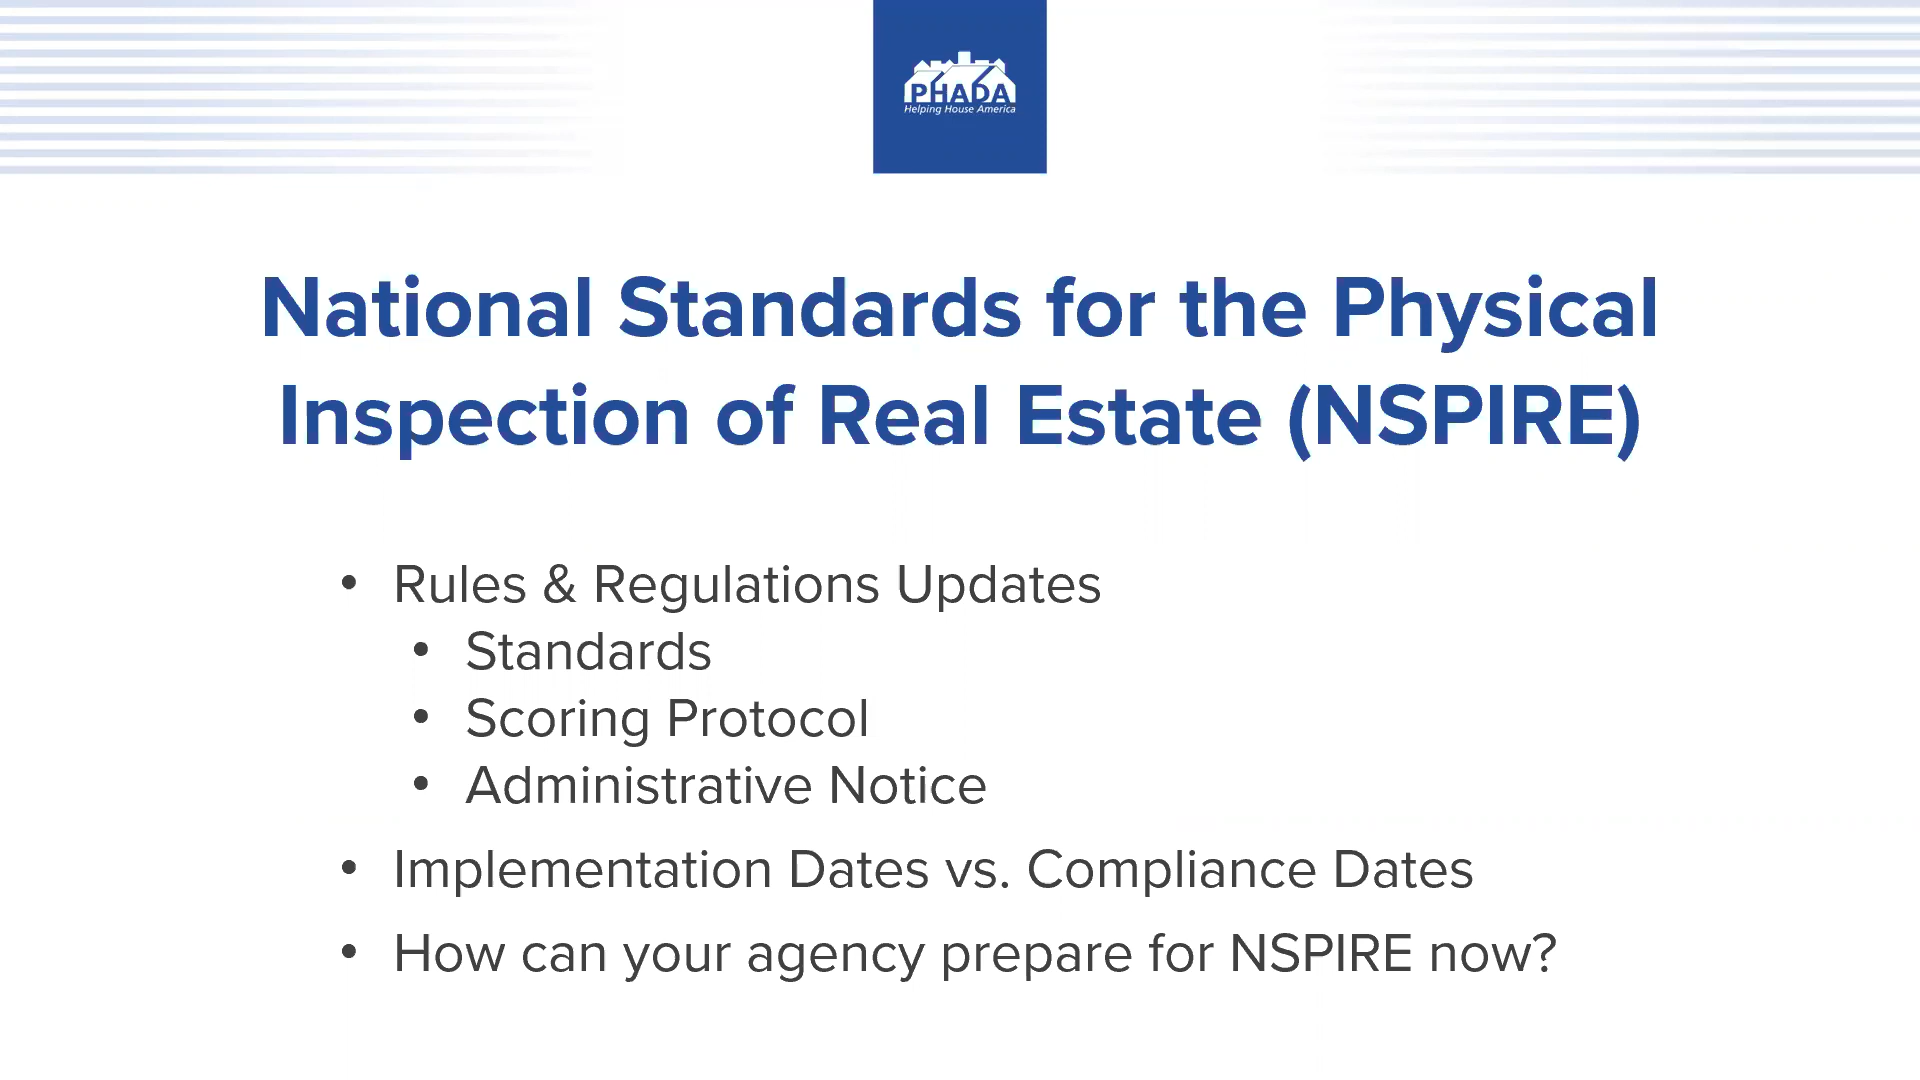 PHADA
Helping House America
National Standards for the Physical
Inspection of Real Estate (NSPIRE)
• Rules & Regulations Updates
• Standards
• Scoring Protocol
• Administrative Notice
• Implementation Dates vs. Compliance Dates
• How can your agency prepare for NSPIRE now?